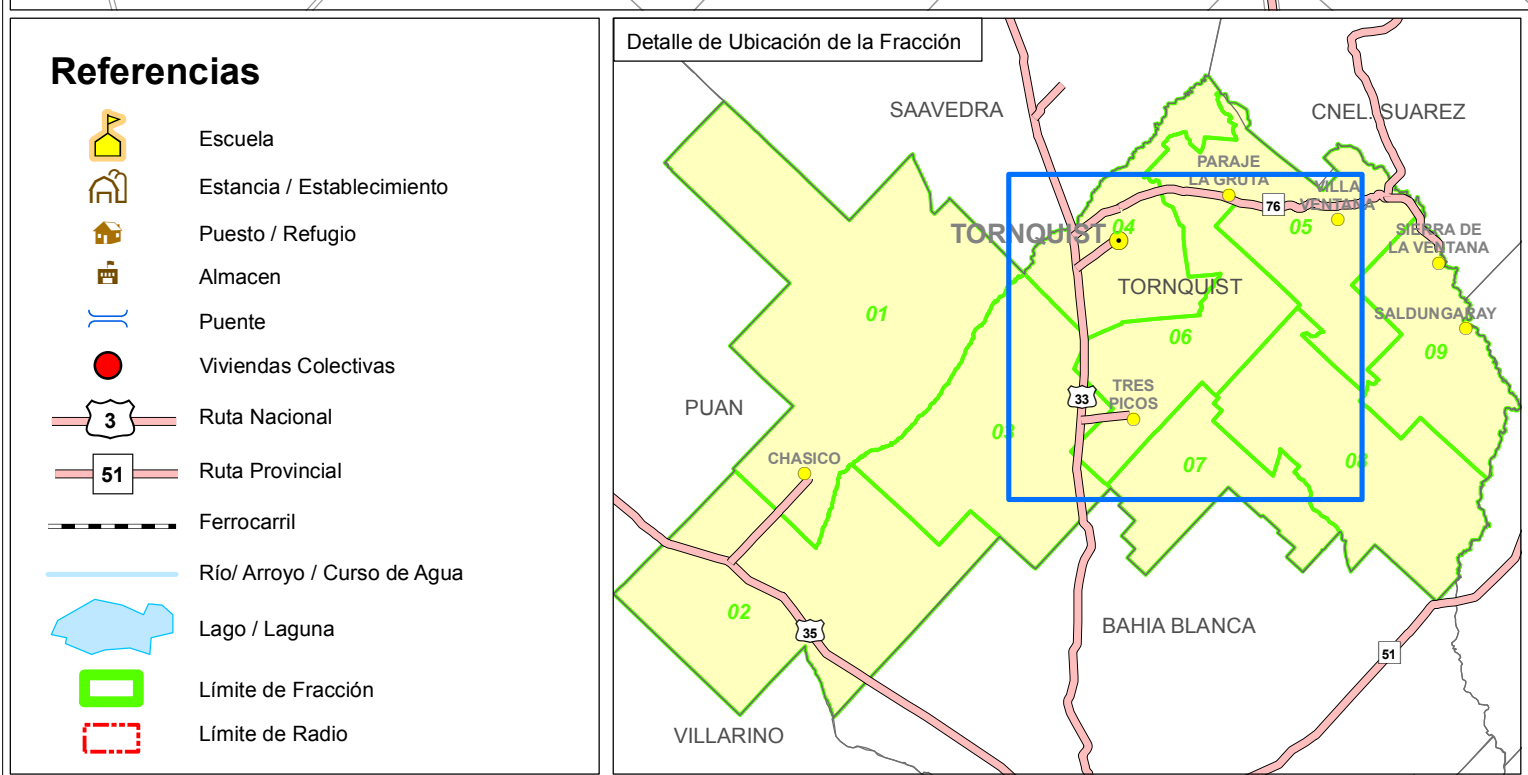 Referencias
Escuela
Estancia / Establecimiento
Puesto / Refugio
Almacen
Puente
Viviendas Colectivas
3
Ruta Nacional
51
Ruta Provincial
Ferrocarril
Río/ Arroyo / Curso de Agua
Lago / Laguna
Límite de Fracción
Límite de Radio
Detalle de Ubicación de la Fracción
SAAVEDRA
CNEL. SUAREZ
PARAJE
LA GRUTA
VILLA
VENTANA
76
TORNQUIST
04
05
SIERRA DE
LA VENTANA
TORNQUIST
01
SALDUNGARAY
06
09
PUAN
TRES
PICOS
33
03
CHASICO
07
08
02
35
BAHIA BLANCA
51
VILLARINO